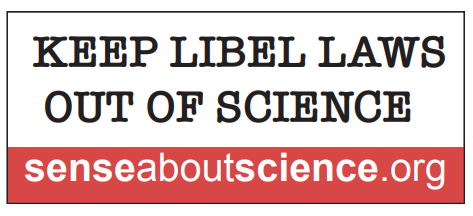 KEEP LIBEL LAWS
OUT OF SCIENCE
senseaboutscience.org